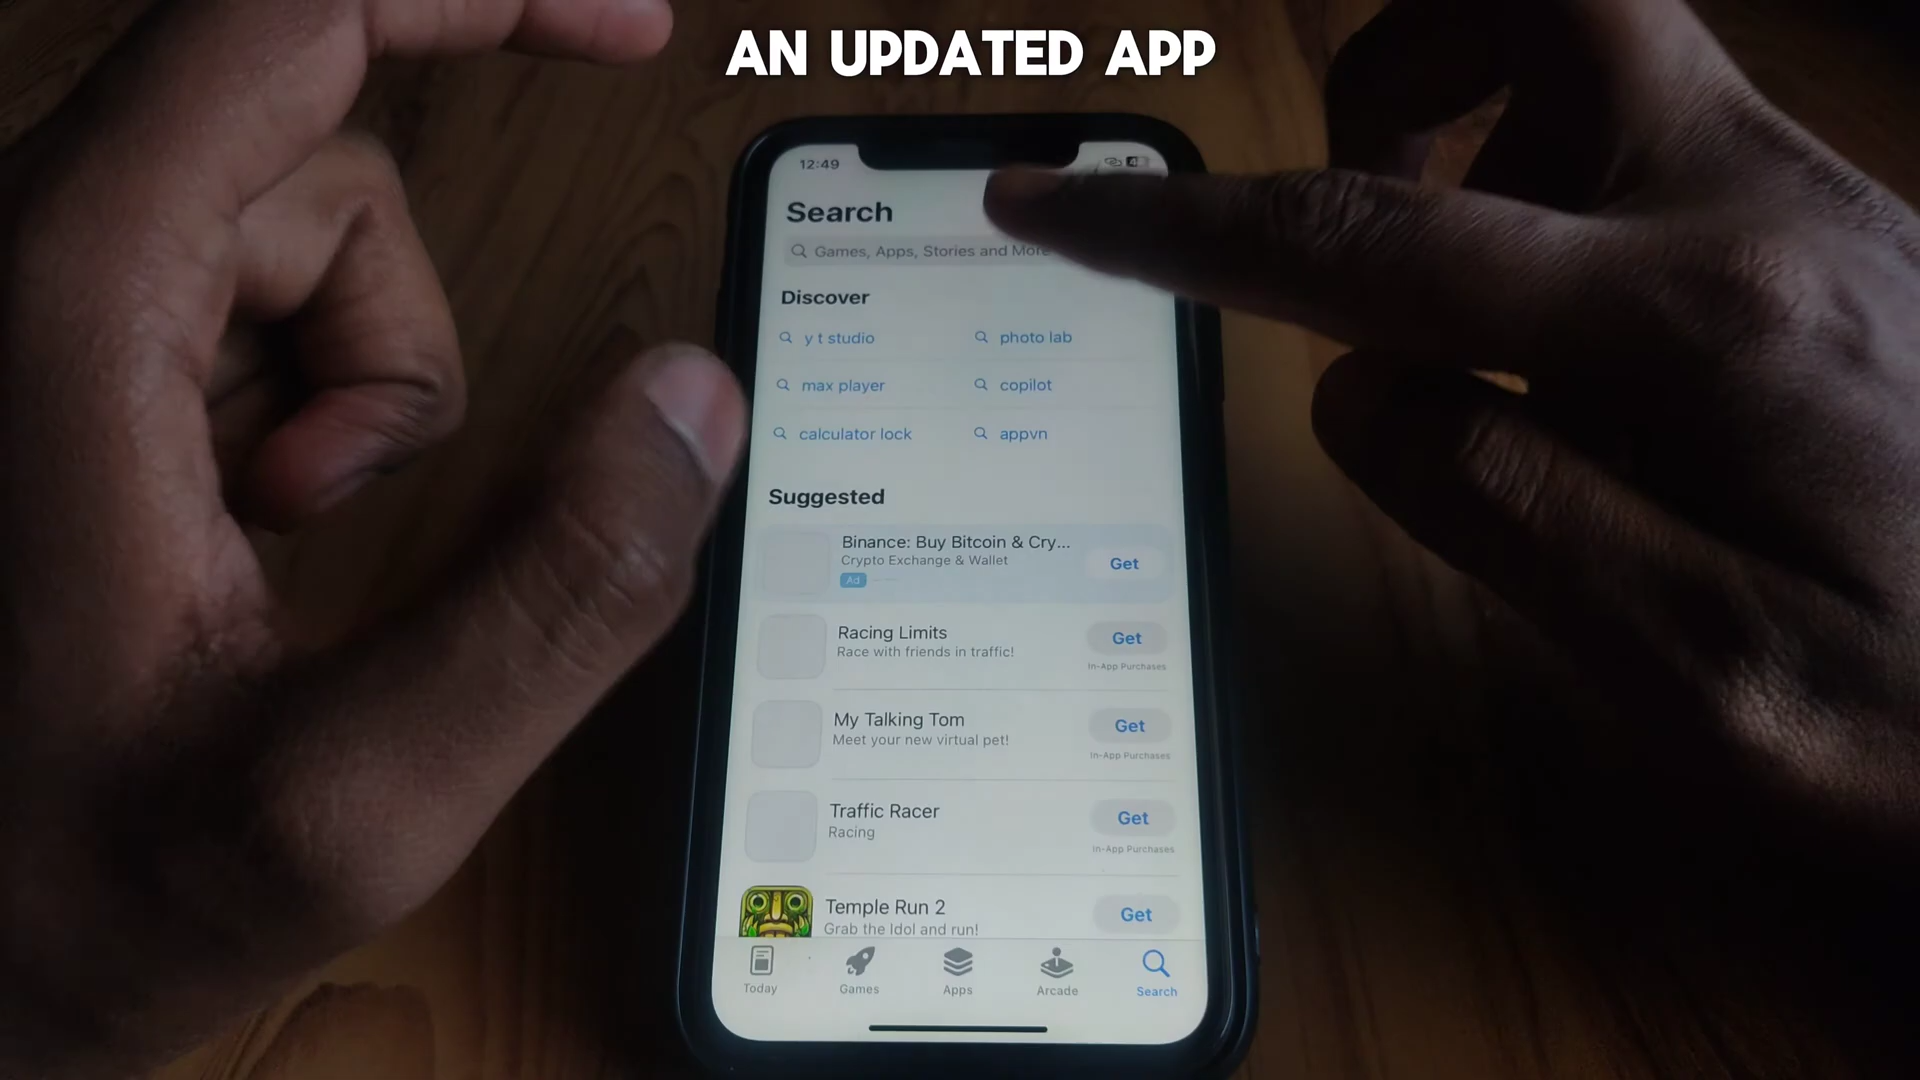 AN UPDATED APP
12:49
Search
Games, Apps, Stories and More
Discover
y t studio
photo lab
max player
copilot
calculator lock
appvn
Suggested
Binance: Buy Bitcoin & Cry...
Crypto Exchange & Wallet
Ad
Get
Racing Limits
Race with friends in traffic!
Get
In-App Purchases
My Talking Tom
Meet your new virtual pet!
Get
In-App Purchases
Traffic Racer
Racing
Get
In-App Purchases
Temple Run 2
Grab the Idol and run!
Get
Today
Games
Apps
Arcade
Search